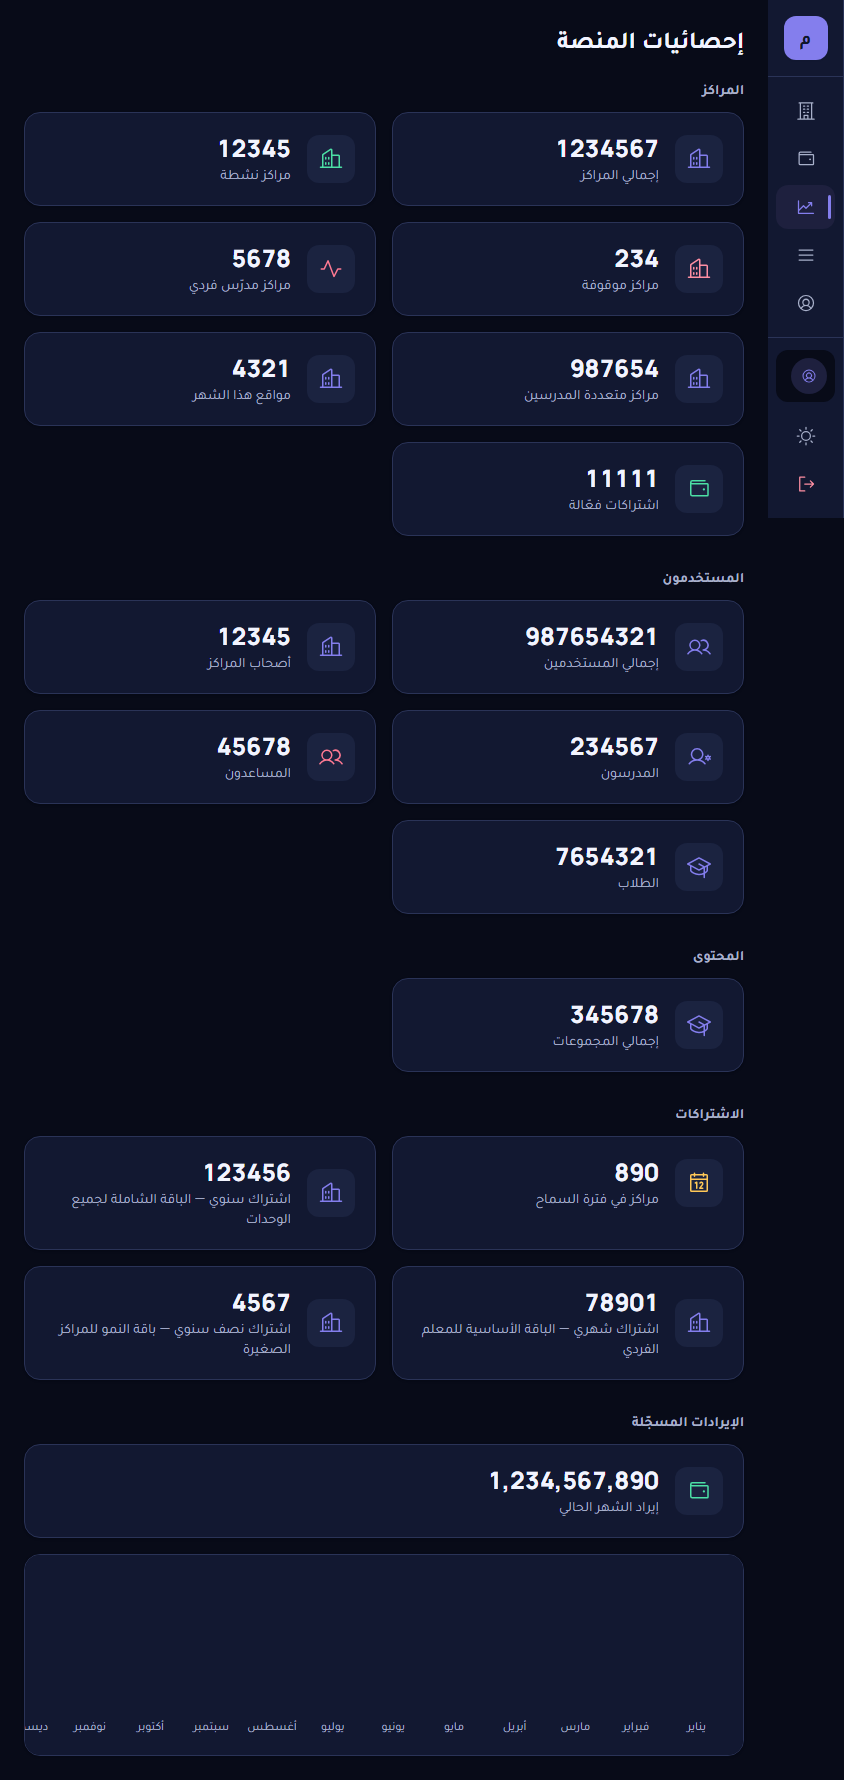 م
إحصائيات المنصة
المراكز
1234567
إجمالي المراكز
12345
مراكز نشطة
234
مراكز موقوفة
5678
مراكز مدرّس فردي
987654
مراكز متعددة المدرسين
4321
مواقع هذا الشهر
11111
اشتراكات فعّالة
المستخدمون
987654321
إجمالي المستخدمين
12345
أصحاب المراكز
234567
المدرسون
45678
المساعدون
7654321
الطلاب
المحتوى
345678
إجمالي المجموعات
الاشتراكات
890
مراكز في فترة السماح
12
123456
اشتراك سنوي — الباقة الشاملة لجميع
الوحدات
78901
اشتراك شهري — الباقة الأساسية للمعلم
الفردي
4567
اشتراك نصف سنوي — باقة النمو للمراكز
الصغيرة
الإيرادات المسجّلة
1,234,567,890
إيراد الشهر الحالي
يناير فبراير مارس أبريل مايو يونيو يوليو أغسطس سبتمبر أكتوبر نوفمبر